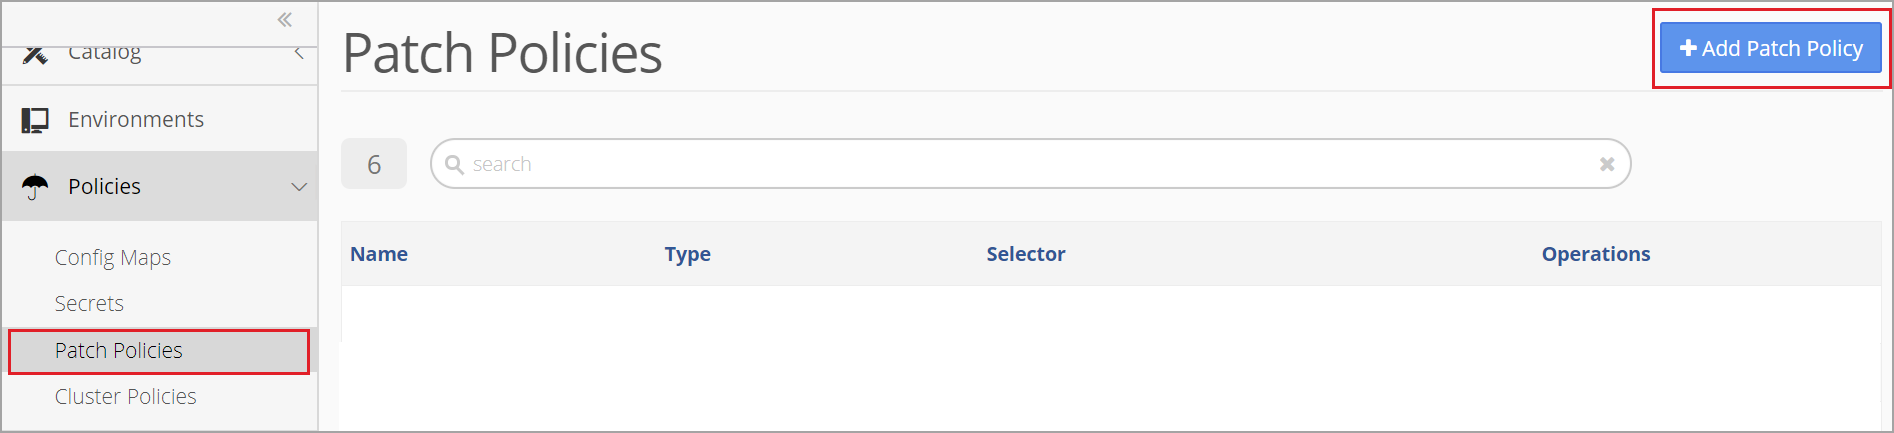 Catalog
Environments
Policies
Config Maps
Secrets
Patch Policies
Cluster Policies
Patch Policies
Add Patch Policy
6
search
Name Type Selector Operations